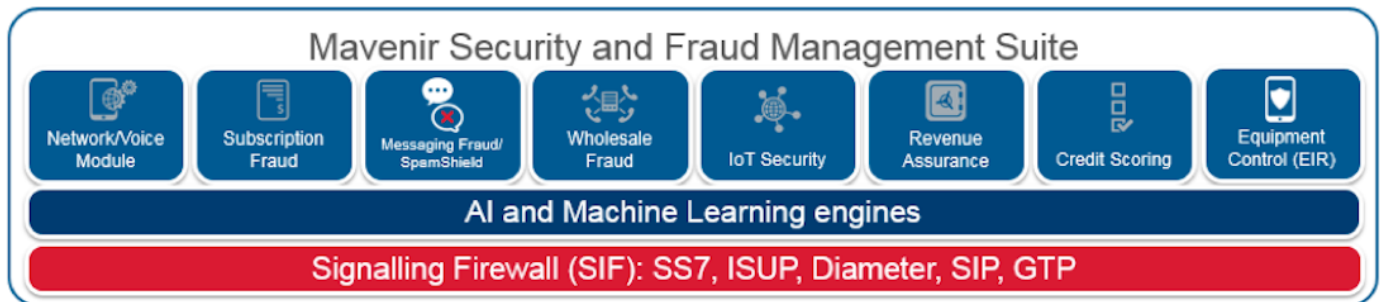 Mavenir Security and Fraud Management Suite
Network/Voice
Module
Subscription
Fraud
Messaging Fraud/
SpamShield
Wholesale
Fraud
IoT Security
Revenue
Assurance
Credit Scoring
Equipment
Control (EIR)
AI and Machine Learning engines
Signalling Firewall (SIF): SS7, ISUP, Diameter, SIP, GTP